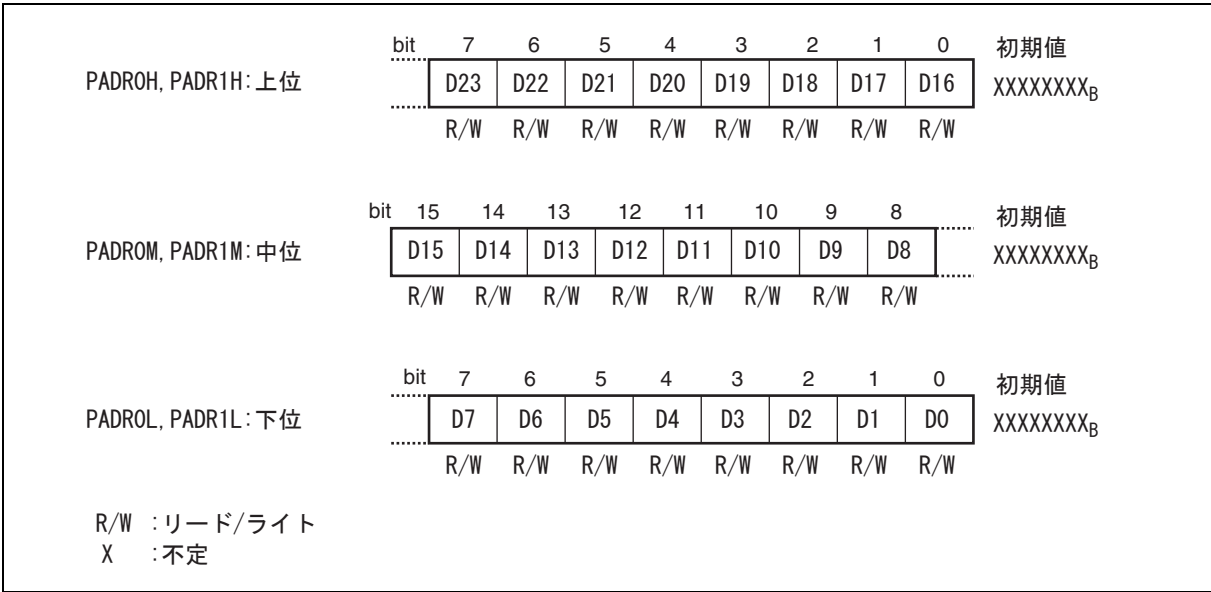 bit 7 6 5 4 3 2 1 0 初期値
PADR0H, PADR1H:上位 D23 D22 D21 D20 D19 D18 D17 D16 XXXXXXXXB
R/W R/W R/W R/W R/W R/W R/W R/W
bit 15 14 13 12 11 10 9 8 初期値
PADR0M, PADR1M:中位 D15 D14 D13 D12 D11 D10 D9 D8 XXXXXXXXB
R/W R/W R/W R/W R/W R/W R/W R/W
bit 7 6 5 4 3 2 1 0 初期値
PADR0L, PADR1L:下位 D7 D6 D5 D4 D3 D2 D1 D0 XXXXXXXXB
R/W R/W R/W R/W R/W R/W R/W R/W
R/W :リード/ライト
X :不定